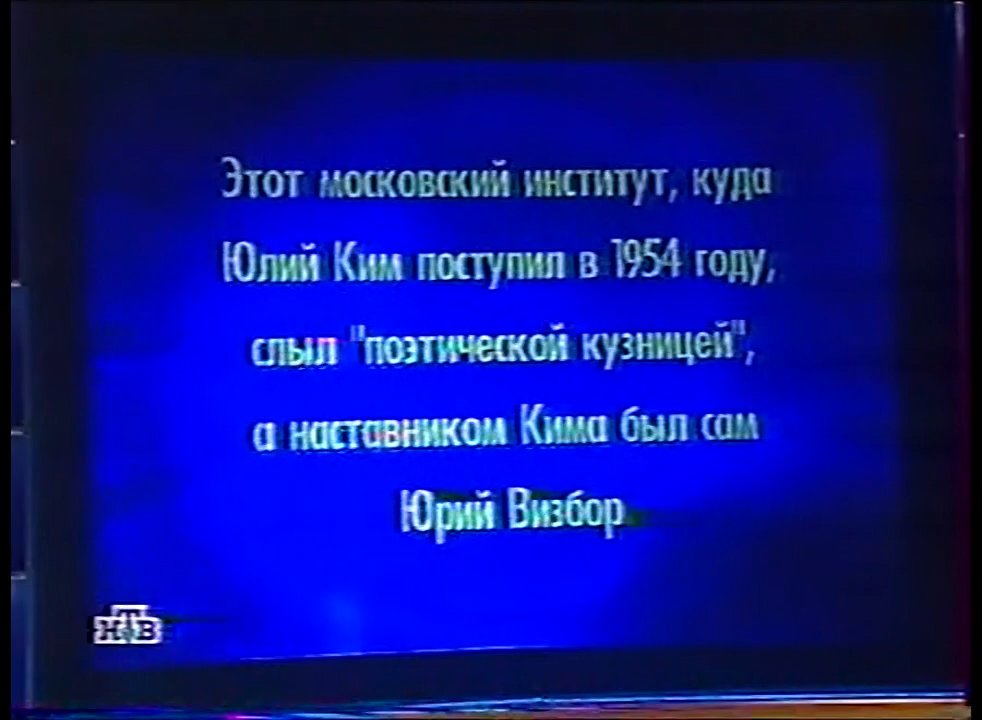 Этот московский институт, куда
Юлий Ким поступил в 1954 году,
слыл "поэтической кузницей",
а наставником Кима был сам
Юрий Визбор
НТВ